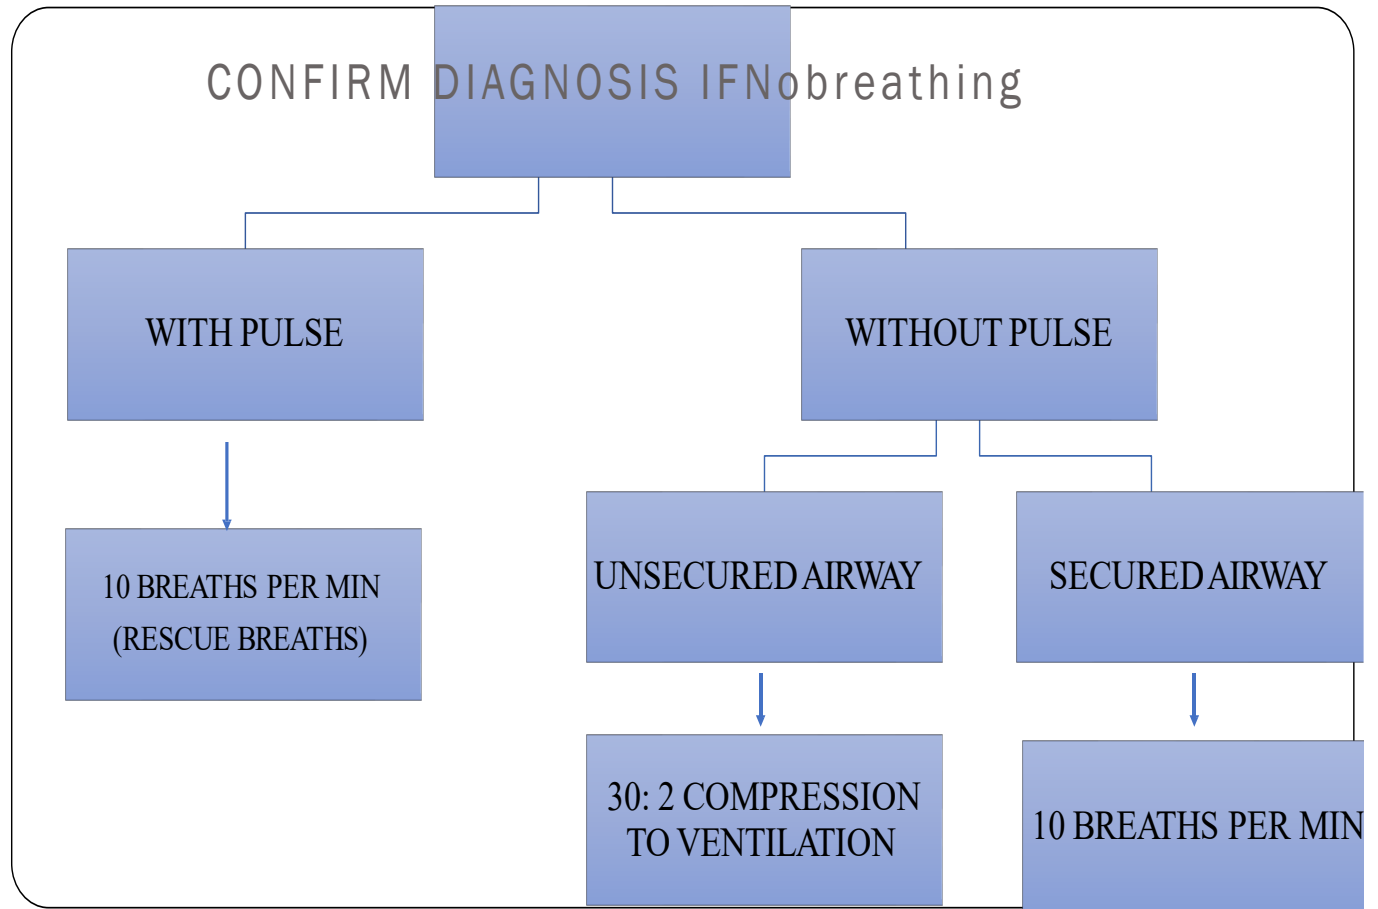 CONFIRM DIAGNOSIS IFNobreathing
WITH PULSE
WITHOUT PULSE
10 BREATHS PER MIN
(RESCUE BREATHS)
UNSECURED AIRWAY
SECURED AIRWAY
30: 2 COMPRESSION
TO VENTILATION
10 BREATHS PER MIN